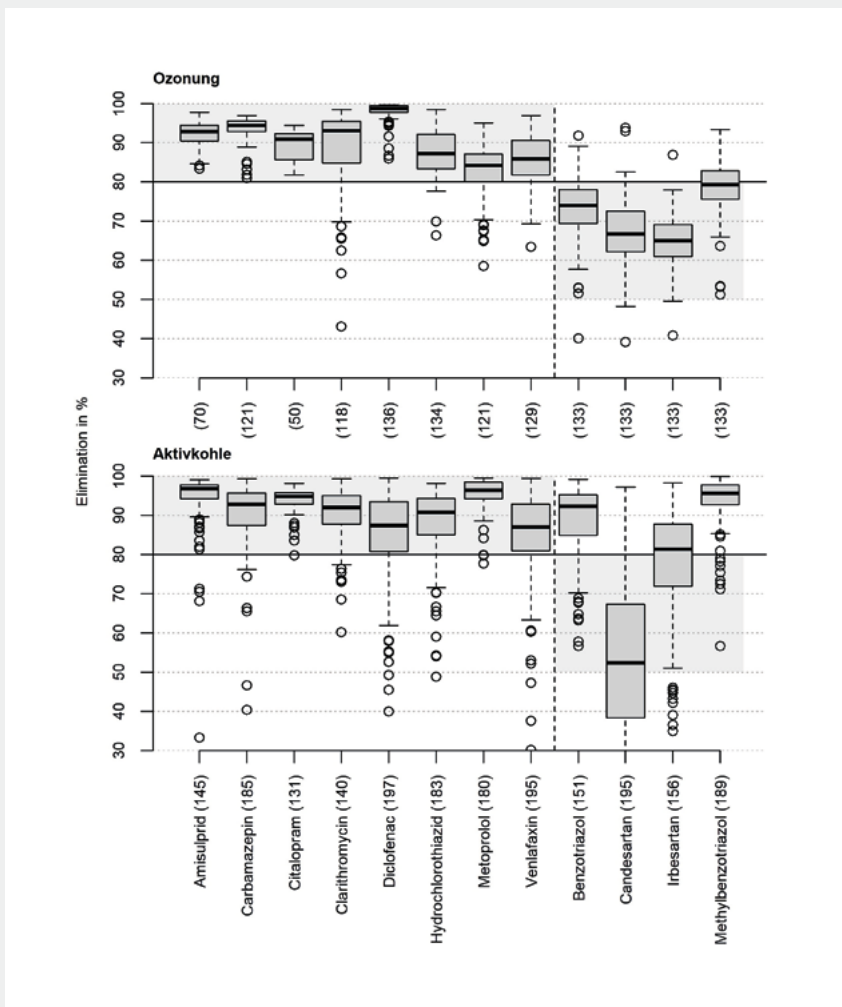 Ozonung
100
90
80
70
60
50
40
30
(70)
(121)
(50)
(118)
(136)
(134)
(121)
(129)
(133)
(133)
(133)
(133)
Elimination in %
Aktivkohle
100
90
80
70
60
50
40
30
Amisulprid (145)
Carbamazepin (185)
Citalopram (131)
Clarithromycin (140)
Diclofenac (197)
Hydrochlorothiazid (183)
Metoprolol (180)
Venlafaxin (195)
Benzotriazol (151)
Candesartan (195)
Irbesartan (156)
Methylbenzotriazol (189)